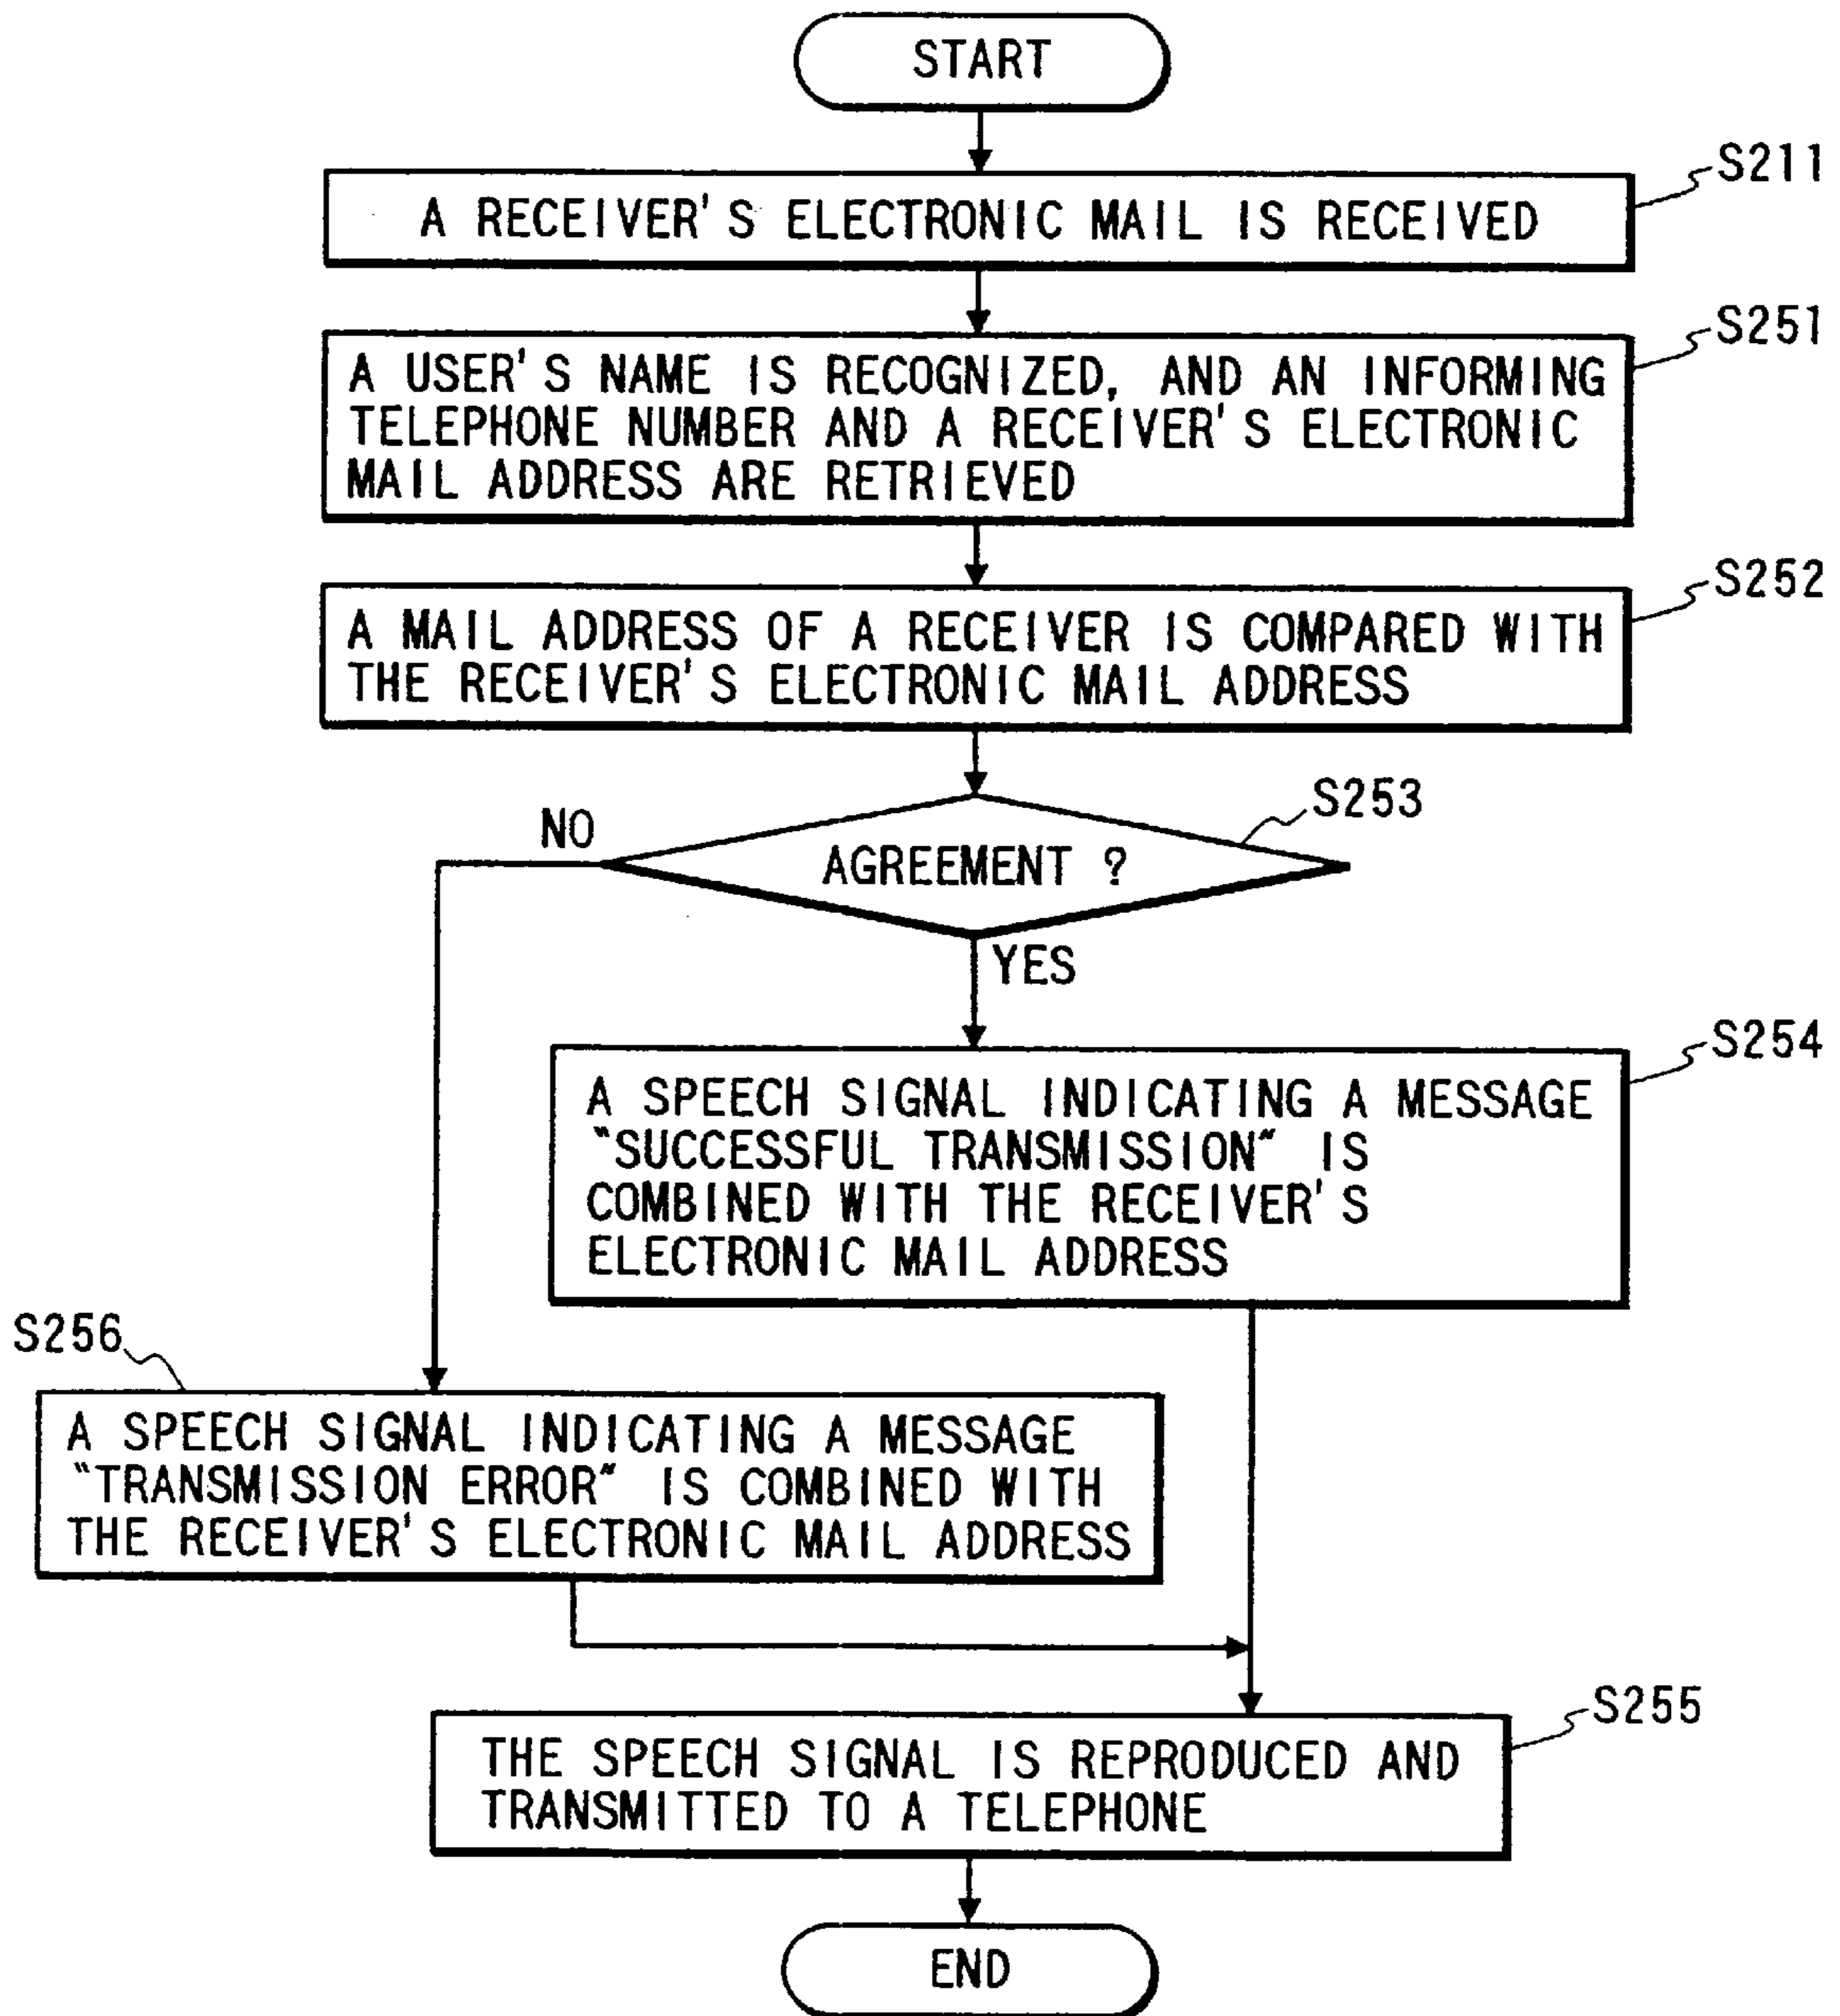 START
S211
A RECEIVER'S ELECTRONIC MAIL IS RECEIVED
S251
A USER'S NAME IS RECOGNIZED, AND AN INFORMING
TELEPHONE NUMBER AND A RECEIVER'S ELECTRONIC
MAIL ADDRESS ARE RETRIEVED
S252
A MAIL ADDRESS OF A RECEIVER IS COMPARED WITH
THE RECEIVER'S ELECTRONIC MAIL ADDRESS
S253
NO
AGREEMENT ?
YES
S254
A SPEECH SIGNAL INDICATING A MESSAGE
"SUCCESSFUL TRANSMISSION" IS
COMBINED WITH THE RECEIVER'S
ELECTRONIC MAIL ADDRESS
S256
A SPEECH SIGNAL INDICATING A MESSAGE
"TRANSMISSION ERROR" IS COMBINED WITH
THE RECEIVER'S ELECTRONIC MAIL ADDRESS
S255
THE SPEECH SIGNAL IS REPRODUCED AND
TRANSMITTED TO A TELEPHONE
END